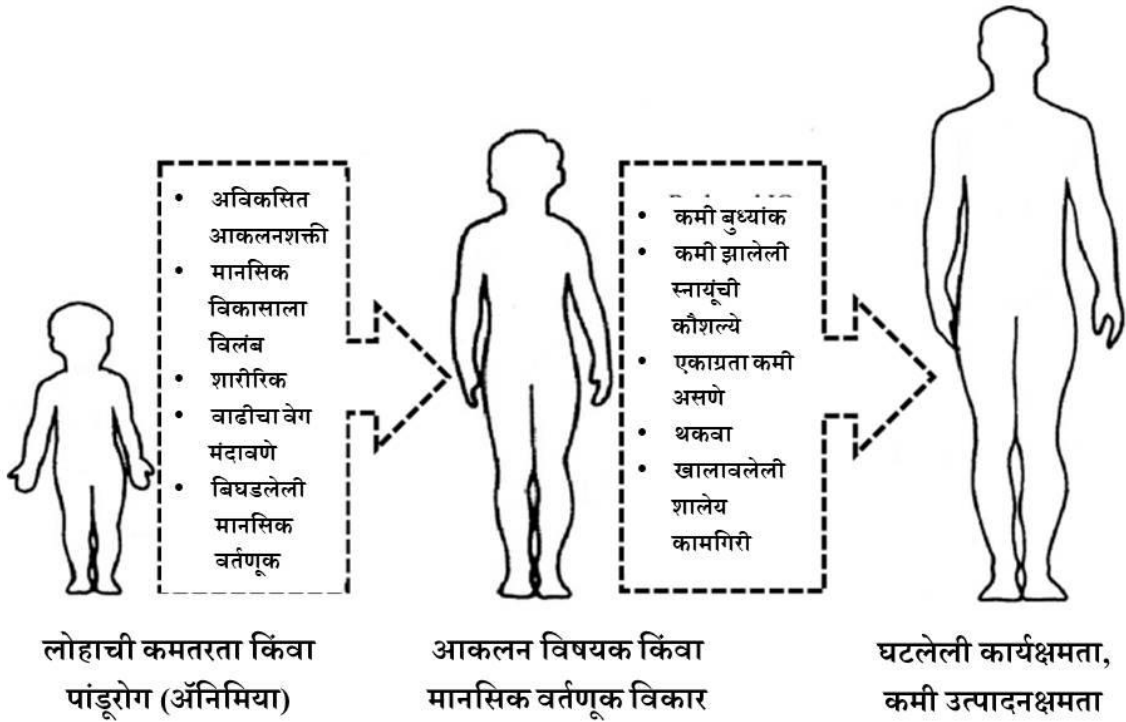 • अविकसित
आकलनशक्ती
• मानसिक
विकासाला
विलंब
• शारीरिक
• वाढीचा वेग
मंदावणे
• बिघडलेली
मानसिक
वर्तणूक
• कमी बुध्यांक
• कमी झालेली
स्नायूंची
कौशल्ये
• एकाग्रता कमी
असणे
• थकवा
• खालावलेली
शालेय
कामगिरी
लोहाची कमतरता किंवा
पांडूरोग (ॲनिमिया)
आकलन विषयक किंवा
मानसिक वर्तणूक विकार
घटलेली कार्यक्षमता,
कमी उत्पादनक्षमता